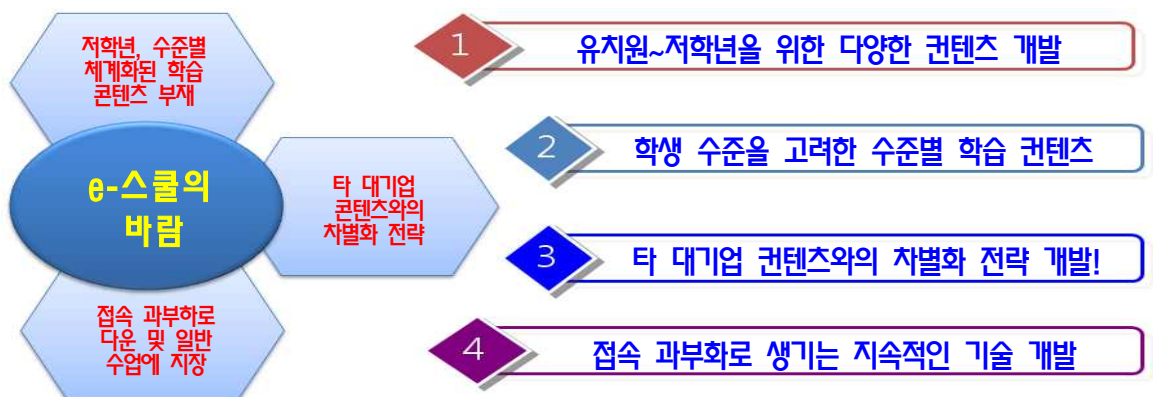 저학년, 수준별
체계화된 학습
콘텐츠 부재
e-스쿨의
바람
타 대기업
콘텐츠와의
차별화 전략
접속 과부하로
다운 및 일반
수업에 지장
1
유치원~저학년을 위한 다양한 컨텐츠 개발
2
학생 수준을 고려한 수준별 학습 컨텐츠
3
타 대기업 컨텐츠와의 차별화 전략 개발!
4
접속 과부화로 생기는 지속적인 기술 개발